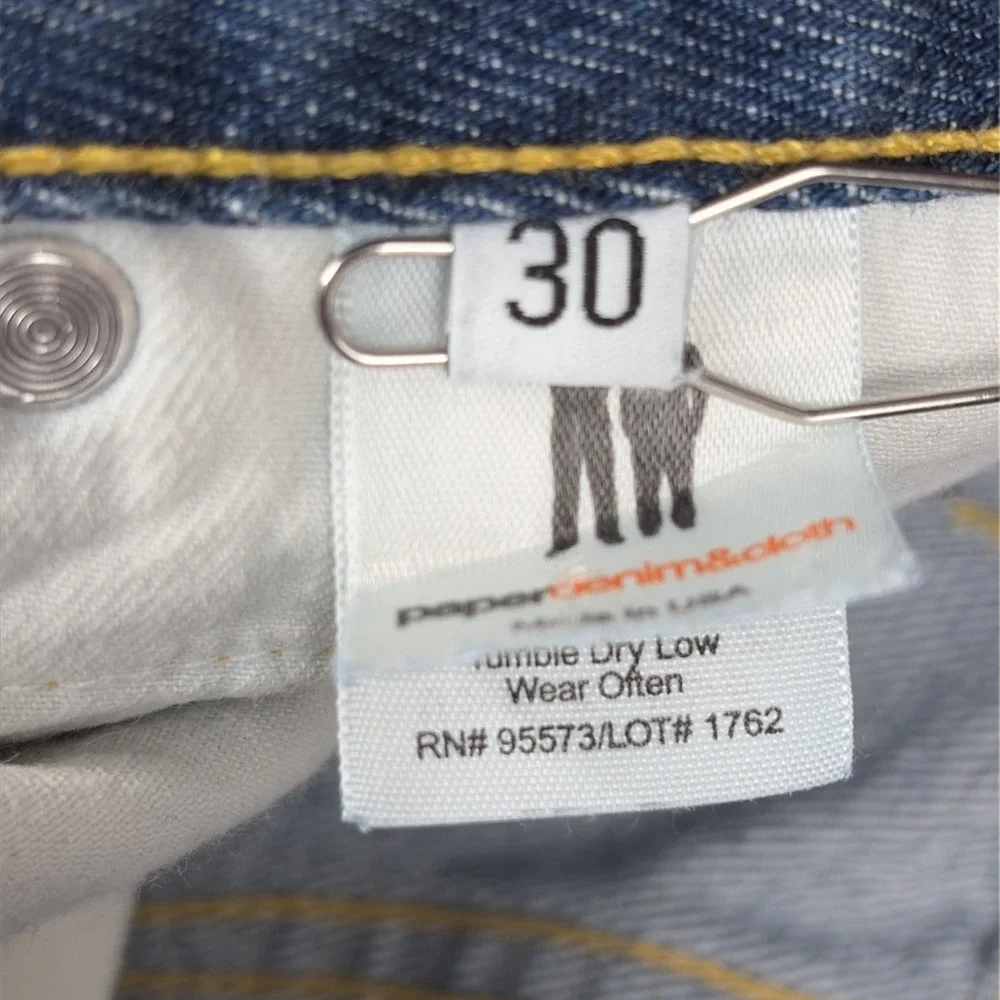 30
paperdenim&cloth
Made in USA
Tumble Dry Low
Wear Often
RN# 95573/LOT# 1762